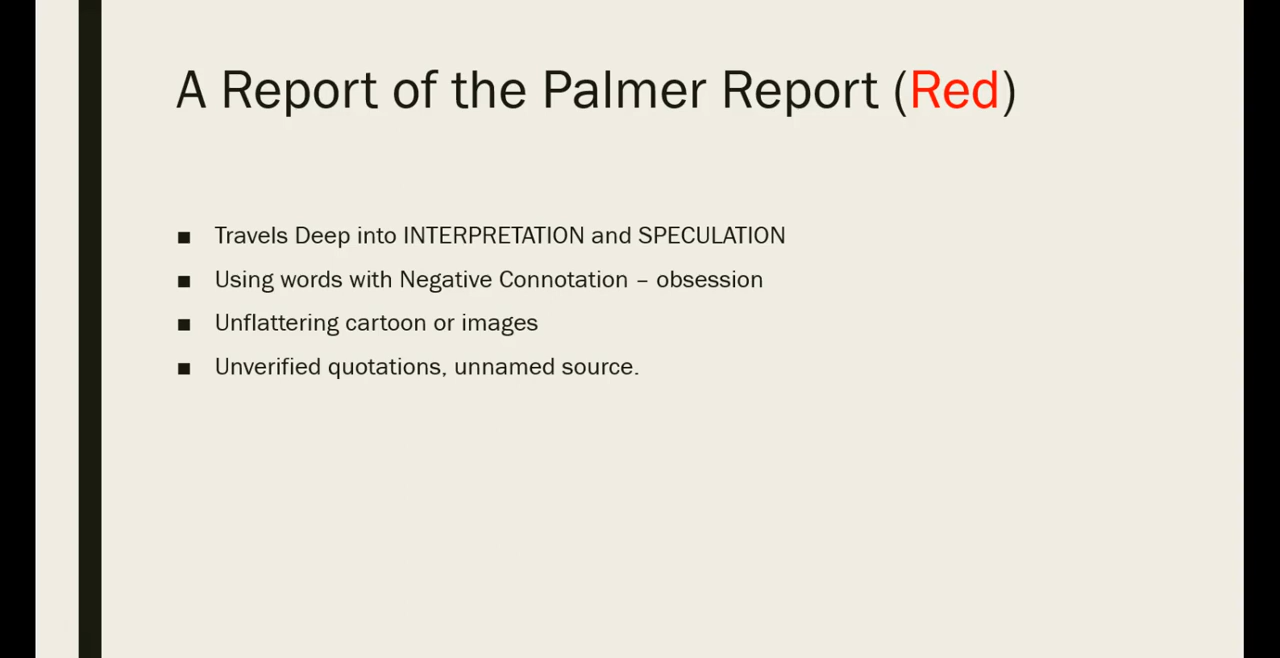 A Report of the Palmer Report (Red)
■ Travels Deep into INTERPRETATION and SPECULATION
■ Using words with Negative Connotation – obsession
■ Unflattering cartoon or images
■ Unverified quotations, unnamed source.